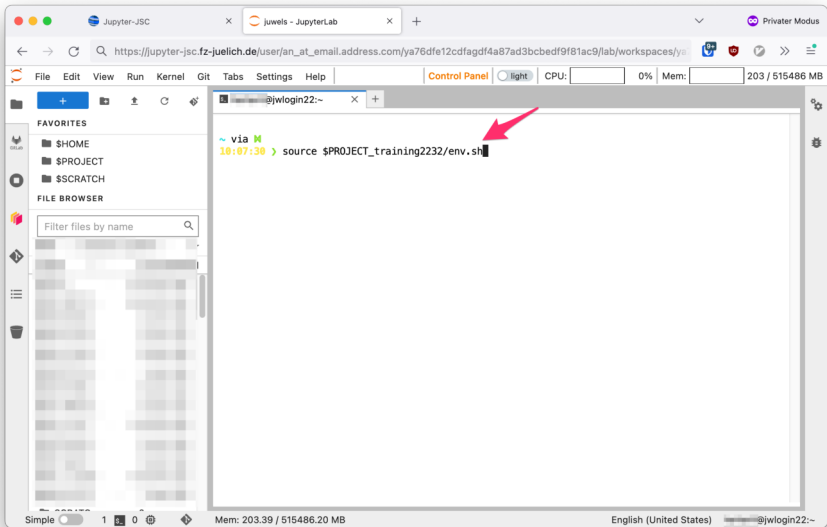 Jupyter-JSC
juwels - JupyterLab
Privater Modus
https://jupyter-jsc.fz-juelich.de/user/an_at_email.address.com/ya76dfe12cdfagdf4a87ad3bcbedf9f81ac9/lab/workspaces/ya
9+
File Edit View Run Kernel Git Tabs Settings Help
Control Panel light CPU: 0% Mem: 203 / 515486 MB
@jwlogin22:~
FAVORITES
$HOME
$PROJECT
$SCRATCH
FILE BROWSER
Filter files by name
~ via
10:07:30 ❯ source $PROJECT_training2232/env.sh
Simple 1 0 Mem: 203.39 / 515486.20 MB English (United States) @jwlogin22:~